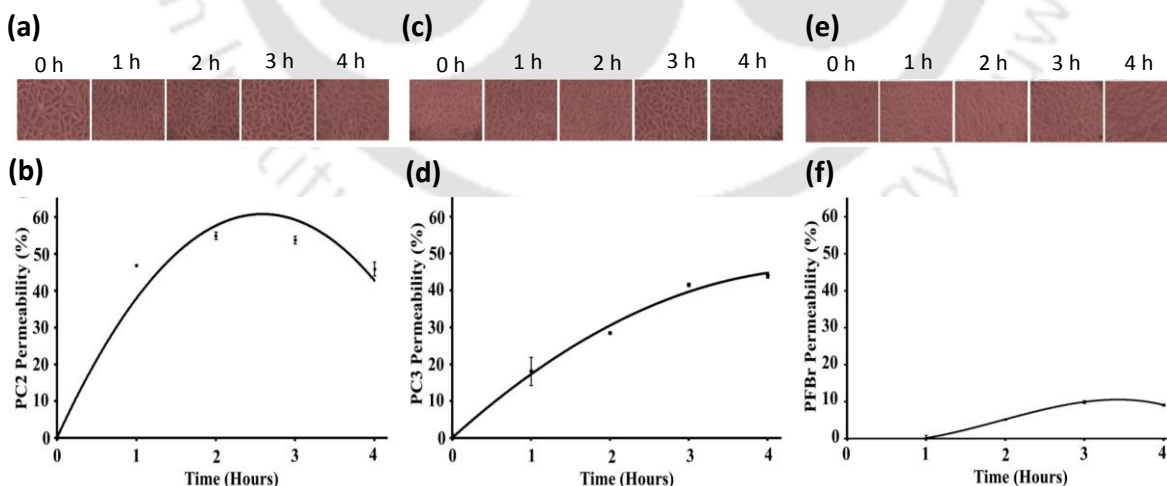 (a)
0 h 1 h 2 h 3 h 4 h
(b)
PC2 Permeability (%)
60
50
40
30
20
10
0
0 1 2 3 4
Time (Hours)
(c)
0 h 1 h 2 h 3 h 4 h
(d)
PC3 Permeability (%)
60
50
40
30
20
10
0
0 1 2 3 4
Time (Hours)
(e)
0 h 1 h 2 h 3 h 4 h
(f)
PFBr Permeability (%)
60
50
40
30
20
10
0
0 1 2 3 4
Time (Hours)